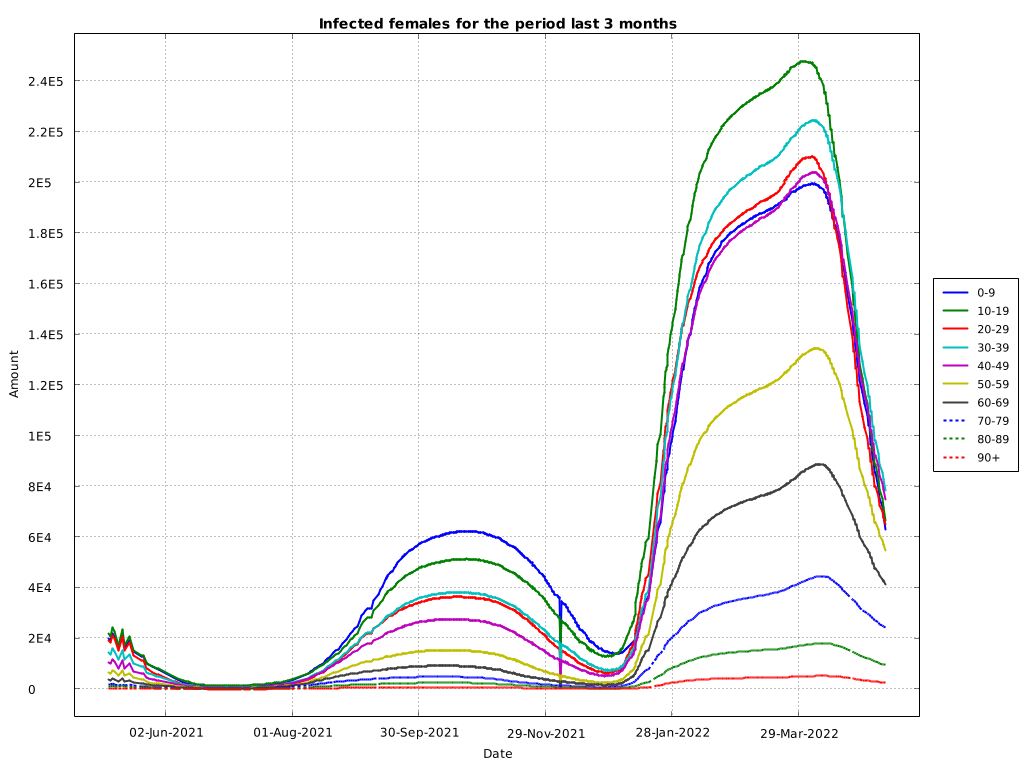 Infected females for the period last 3 months
2.4E5
2.2E5
2E5
1.8E5
1.6E5
1.4E5
1.2E5
1E5
8E4
6E4
4E4
2E4
0
Amount
02-Jun-2021
01-Aug-2021
30-Sep-2021
29-Nov-2021
28-Jan-2022
29-Mar-2022
Date
0-9
10-19
20-29
30-39
40-49
50-59
60-69
70-79
80-89
90+